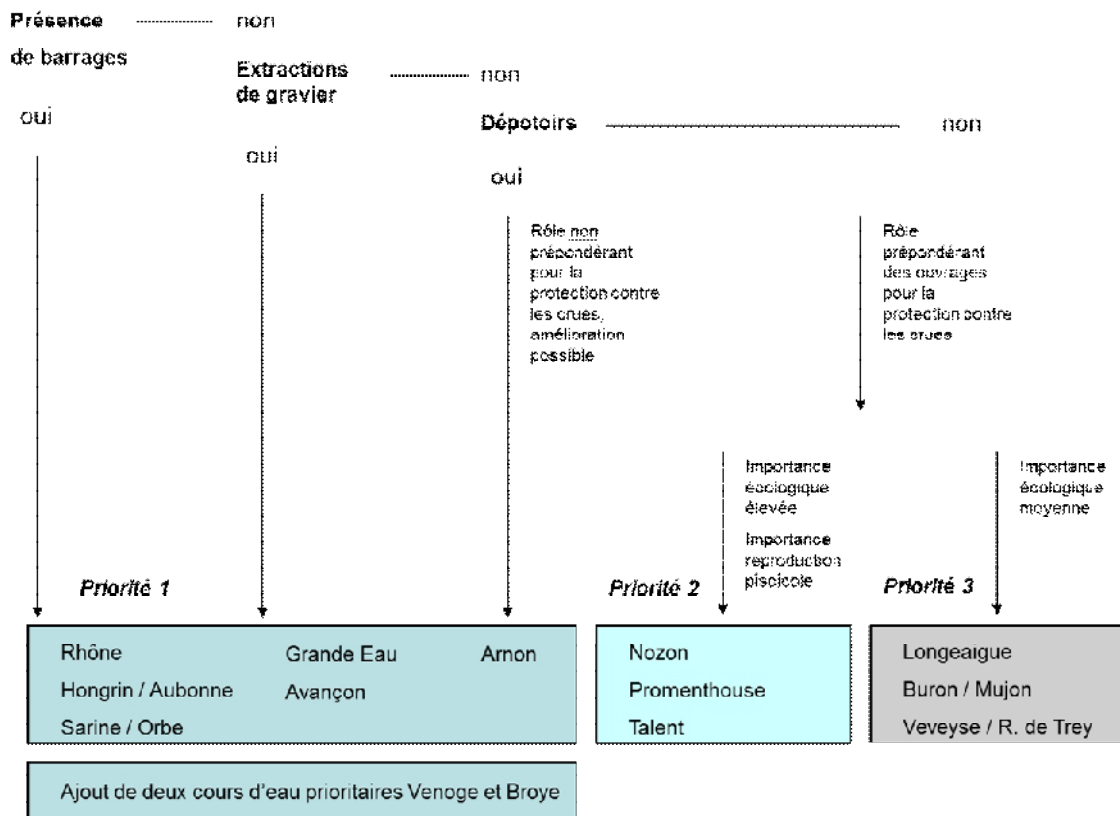 Présence
non
de barrages
Extractions
de gravier
non
oui
Dépotoirs
non
oui
oui
Rôle non
prépondérant
pour la
protection contre
les crues,
amélioration
possible
Rôle
prépondérant
des ouvrages
pour la
protection contre
les crues
Importance
écologique
élevée
Importance
reproduction
piscicole
Importance
écologique
moyenne
Priorité 1
Priorité 2
Priorité 3
Rhône
Hongrin / Aubonne
Sarine / Orbe
Grande Eau
Avançon
Arnon
Nozon
Promenthouse
Talent
Longeaigue
Buron / Mujon
Veveyse / R. de Trey
Ajout de deux cours d'eau prioritaires Venoge et Broye